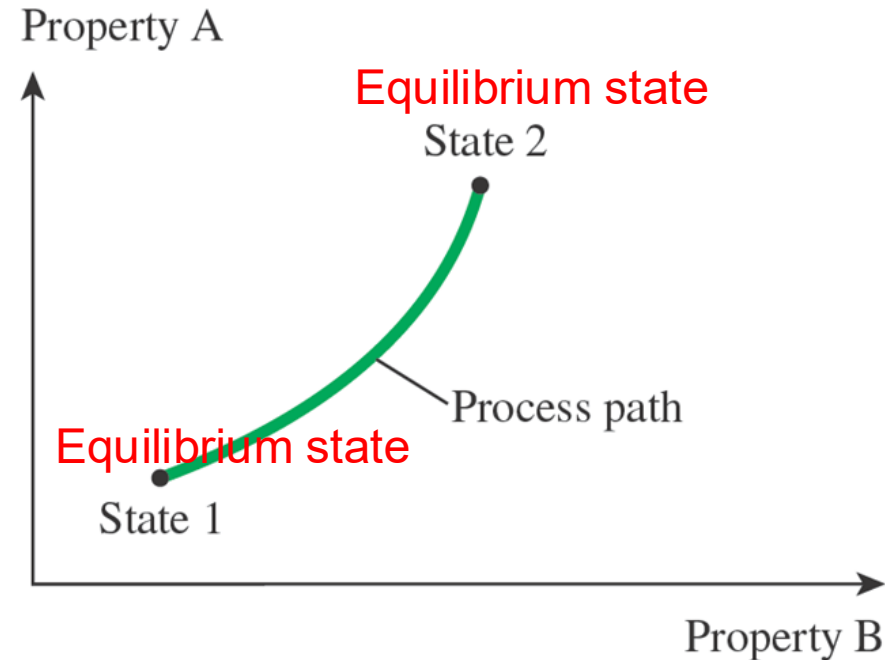 Property A
Equilibrium state
State 2
Process path
Equilibrium state
State 1
Property B